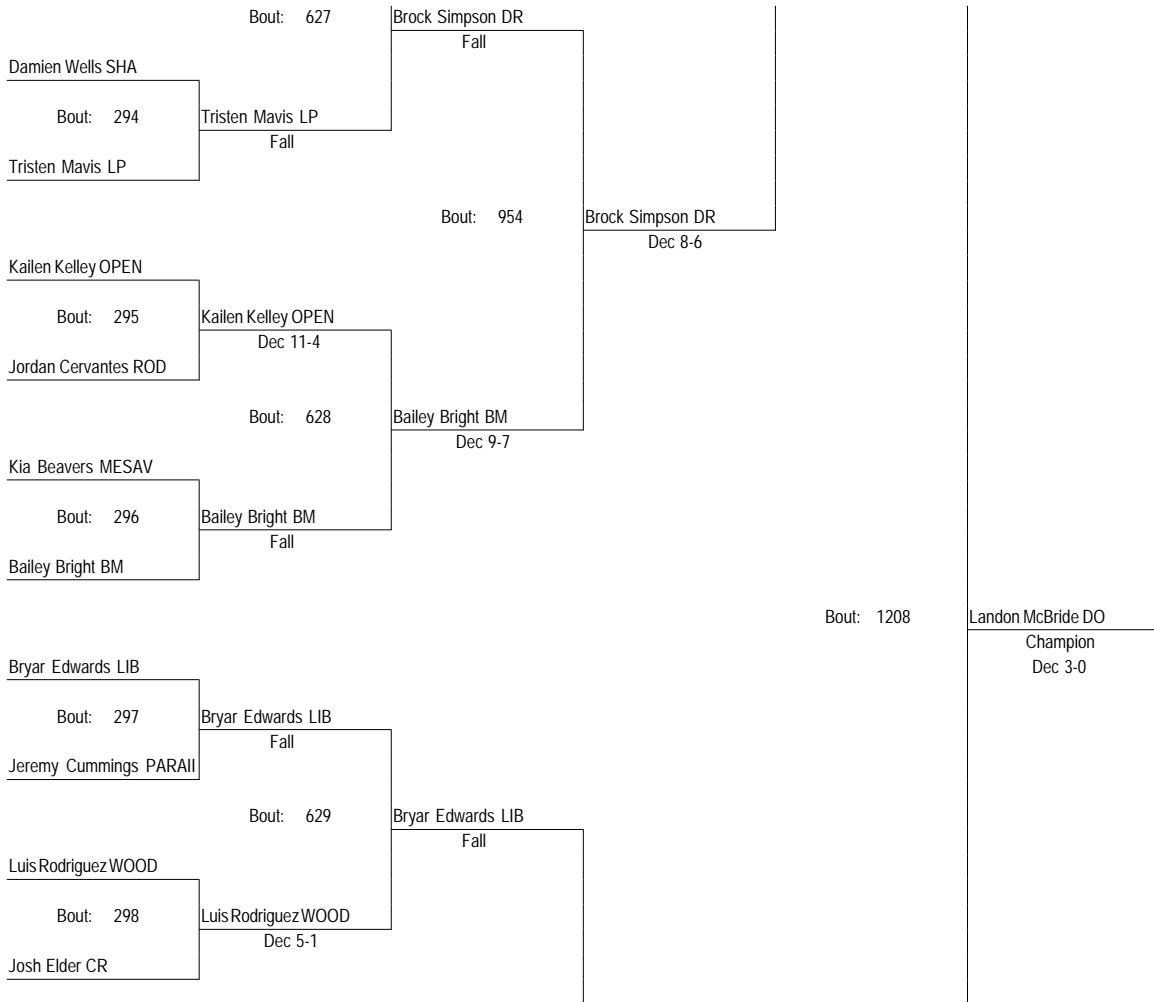 Bout: 627 Brock Simpson DR
Fall
Damien Wells SHA
Bout: 294 Tristen Mavis LP
Fall
Tristen Mavis LP
Bout: 954 Brock Simpson DR
Dec 8-6
Kailen Kelley OPEN
Bout: 295 Kailen Kelley OPEN
Dec 11-4
Jordan Cervantes ROD
Bout: 628 Bailey Bright BM
Dec 9-7
Kia Beavers MESAV
Bout: 296 Bailey Bright BM
Fall
Bailey Bright BM
Bout: 1208 Landon McBride DO
Champion
Bryar Edwards LIB Dec 3-0
Bout: 297 Bryar Edwards LIB
Fall
Jeremy Cummings PARAII
Bout: 629 Bryar Edwards LIB
Fall
Luis Rodriguez WOOD
Bout: 298 Luis Rodriguez WOOD
Dec 5-1
Josh Elder CR